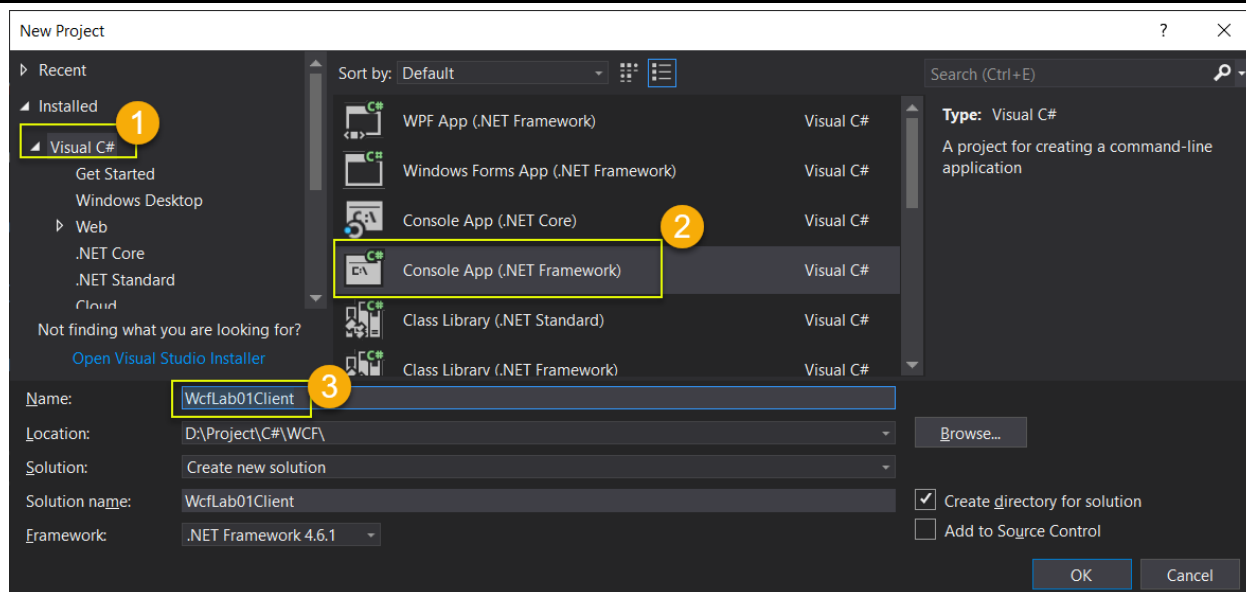 New Project
?
Recent
Installed
1
Visual C#
Get Started
Windows Desktop
Web
.NET Core
.NET Standard
Cloud
Not finding what you are looking for?
Open Visual Studio Installer
Sort by: Default
C# WPF App (.NET Framework) Visual C#
C# Windows Forms App (.NET Framework) Visual C#
C:\ Console App (.NET Core) Visual C#
2
C# Console App (.NET Framework) Visual C#
C# Class Library (.NET Standard) Visual C#
C# Class Library (.NET Framework) Visual C#
Search (Ctrl+E)
Type: Visual C#
A project for creating a command-line
application
3
Name: WcfLab01Client
Location: D:\Project\C#\WCF\
Browse...
Solution: Create new solution
Solution name: WcfLab01Client
Create directory for solution
Framework: .NET Framework 4.6.1
Add to Source Control
OK Cancel